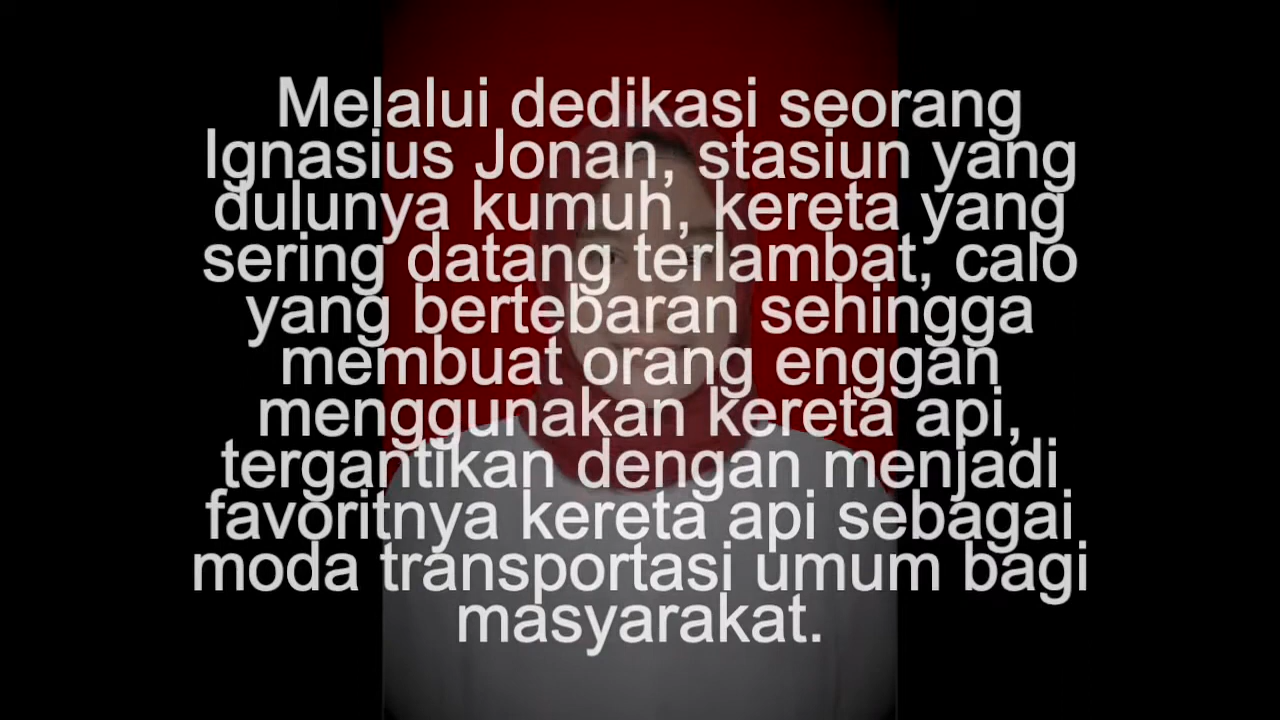 Melalui dedikasi seorang
Ignasius Jonan, stasiun yang
dulunya kumuh, kereta yang
sering datang terlambat, calo
yang bertebaran sehingga
membuat orang enggan
menggunakan kereta api,
tergantikan dengan menjadi
favoritnya kereta api sebagai
moda transportasi umum bagi
masyarakat.